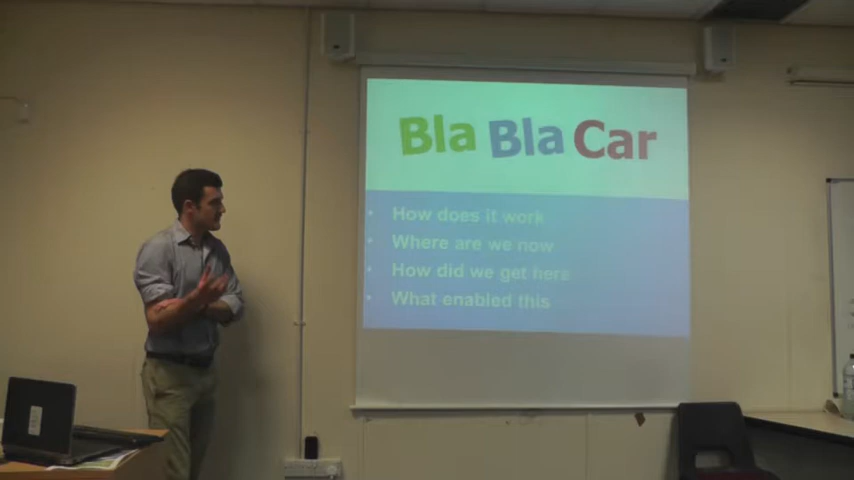 Bla Bla Car
• How does it work
• Where are we now
• How did we get here
• What enabled this